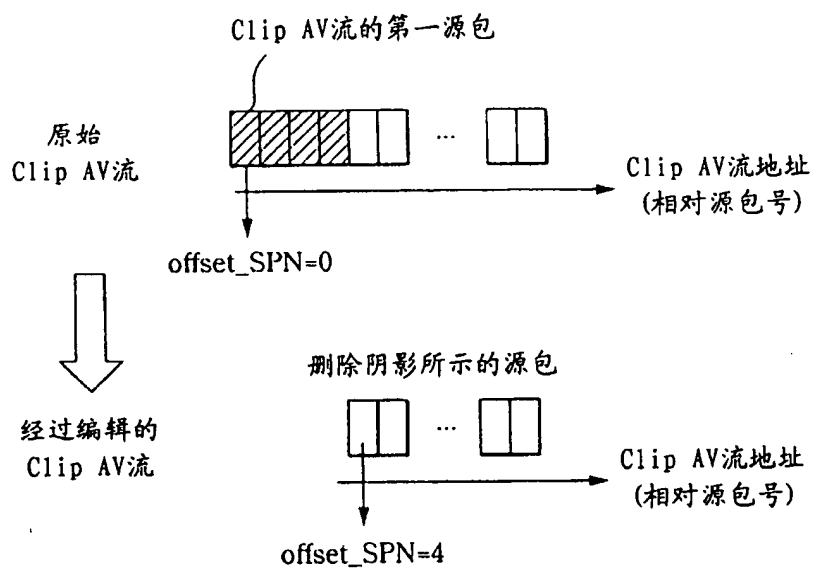 Clip AV流的第一源包
原始
Clip AV流
...
Clip AV流地址
(相对源包号)
offset_SPN=0
删除阴影所示的源包
经过编辑的
Clip AV流
...
Clip AV流地址
(相对源包号)
offset_SPN=4